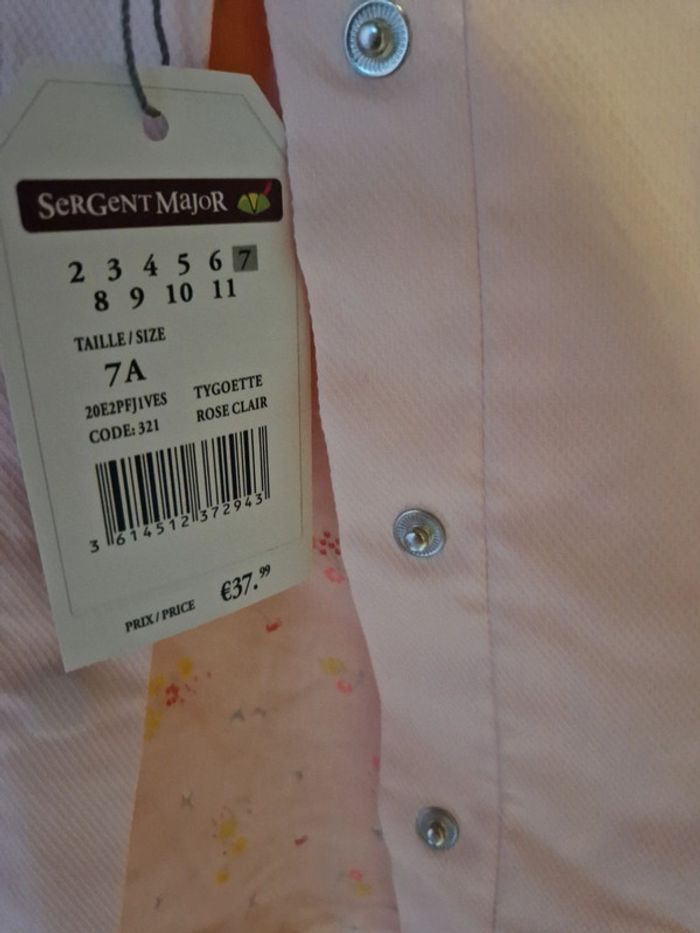 SeRGeNT MaJoR
2 3 4 5 6 7
8 9 10 11
TAILLE/SIZE
7A
20E2PFJ1VES TYGOETTE
CODE: 321 ROSE CLAIR
3 614512 372943
PRIX/PRICE €37.99